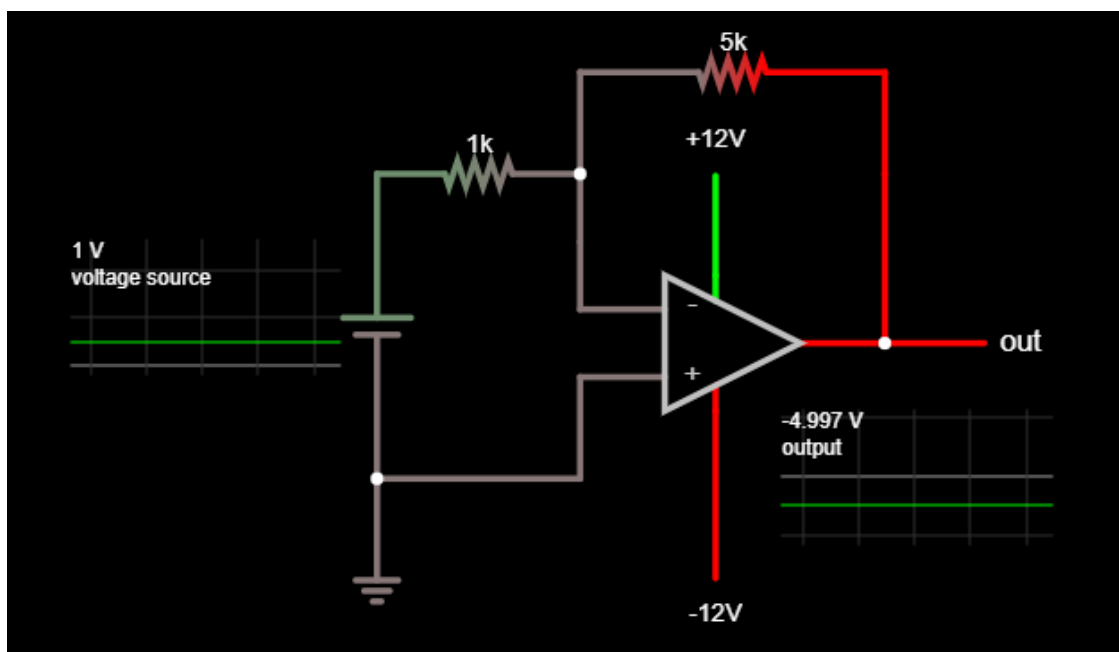 5k
+12V
1k
1 V
voltage source
-
+
out
-4.997 V
output
-12V